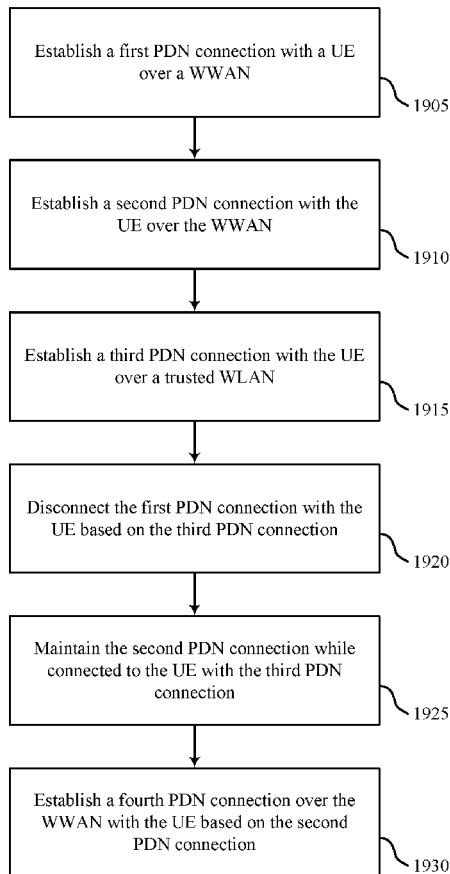 Establish a first PDN connection with a UE
over a WWAN
1905
Establish a second PDN connection with the
UE over the WWAN
1910
Establish a third PDN connection with the UE
over a trusted WLAN
1915
Disconnect the first PDN connection with the
UE based on the third PDN connection
1920
Maintain the second PDN connection while
connected to the UE with the third PDN
connection
1925
Establish a fourth PDN connection over the
WWAN with the UE based on the second
PDN connection
1930